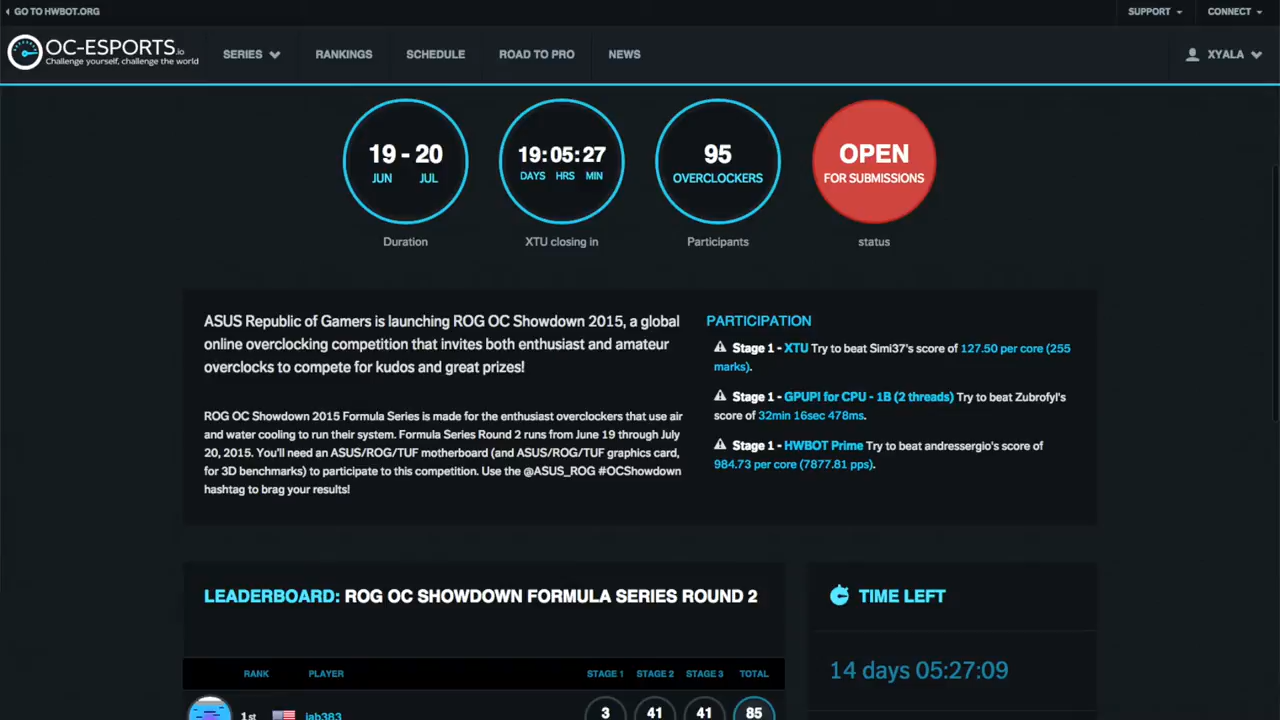 GO TO HWBOT.ORG
SUPPORT
CONNECT
OC-ESPORTS.io
Challenge yourself, challenge the world
SERIES
RANKINGS
SCHEDULE
ROAD TO PRO
NEWS
XYALA
19 - 20
JUN JUL
Duration
19:05:27
DAYS HRS MIN
XTU closing in
95
OVERCLOCKERS
Participants
OPEN
FOR SUBMISSIONS
status
ASUS Republic of Gamers is launching ROG OC Showdown 2015, a global
online overclocking competition that invites both enthusiast and amateur
overclocks to compete for kudos and great prizes!
ROG OC Showdown 2015 Formula Series is made for the enthusiast overclockers that use air
and water cooling to run their system. Formula Series Round 2 runs from June 19 through July
20, 2015. You'll need an ASUS/ROG/TUF motherboard (and ASUS/ROG/TUF graphics card,
for 3D benchmarks) to participate to this competition. Use the @ASUS_ROG #OCShowdown
hashtag to brag your results!
PARTICIPATION
Stage 1 - XTU Try to beat Simi37's score of 127.50 per core (255
marks).
Stage 1 - GPUPI for CPU - 1B (2 threads) Try to beat Zubrofyl's
score of 32min 16sec 478ms.
Stage 1 - HWBOT Prime Try to beat andressergio's score of
984.73 per core (7877.81 pps).
LEADERBOARD: ROG OC SHOWDOWN FORMULA SERIES ROUND 2
RANK PLAYER STAGE 1 STAGE 2 STAGE 3 TOTAL
1st jab383 3 41 41 85
TIME LEFT
14 days 05:27:09